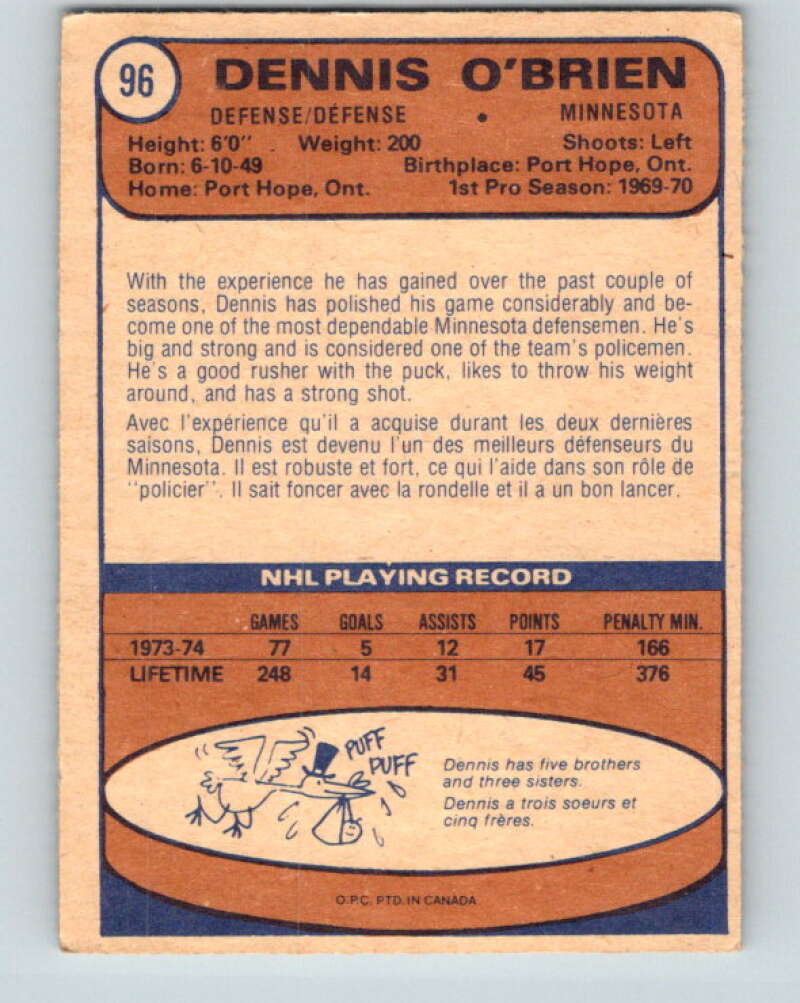 96
DENNIS O'BRIEN
DEFENSE/DÉFENSE • MINNESOTA
Height: 6'0" Weight: 200 Shoots: Left
Born: 6-10-49 Birthplace: Port Hope, Ont.
Home: Port Hope, Ont. 1st Pro Season: 1969-70
With the experience he has gained over the past couple of
seasons, Dennis has polished his game considerably and be-
come one of the most dependable Minnesota defensemen. He's
big and strong and is considered one of the team's policemen.
He's a good rusher with the puck, likes to throw his weight
around, and has a strong shot.
Avec l'expérience qu'il a acquise durant les deux dernières
saisons, Dennis est devenu l'un des meilleurs défenseurs du
Minnesota. Il est robuste et fort, ce qui l'aide dans son rôle de
"policier". Il sait foncer avec la rondelle et il a un bon lancer.
NHL PLAYING RECORD
GAMES GOALS ASSISTS POINTS PENALTY MIN.
1973-74 77 5 12 17 166
LIFETIME 248 14 31 45 376
PUFF
PUFF
Dennis has five brothers
and three sisters.
Dennis a trois soeurs et
cinq frères.
O.P.C. PTD. IN CANADA